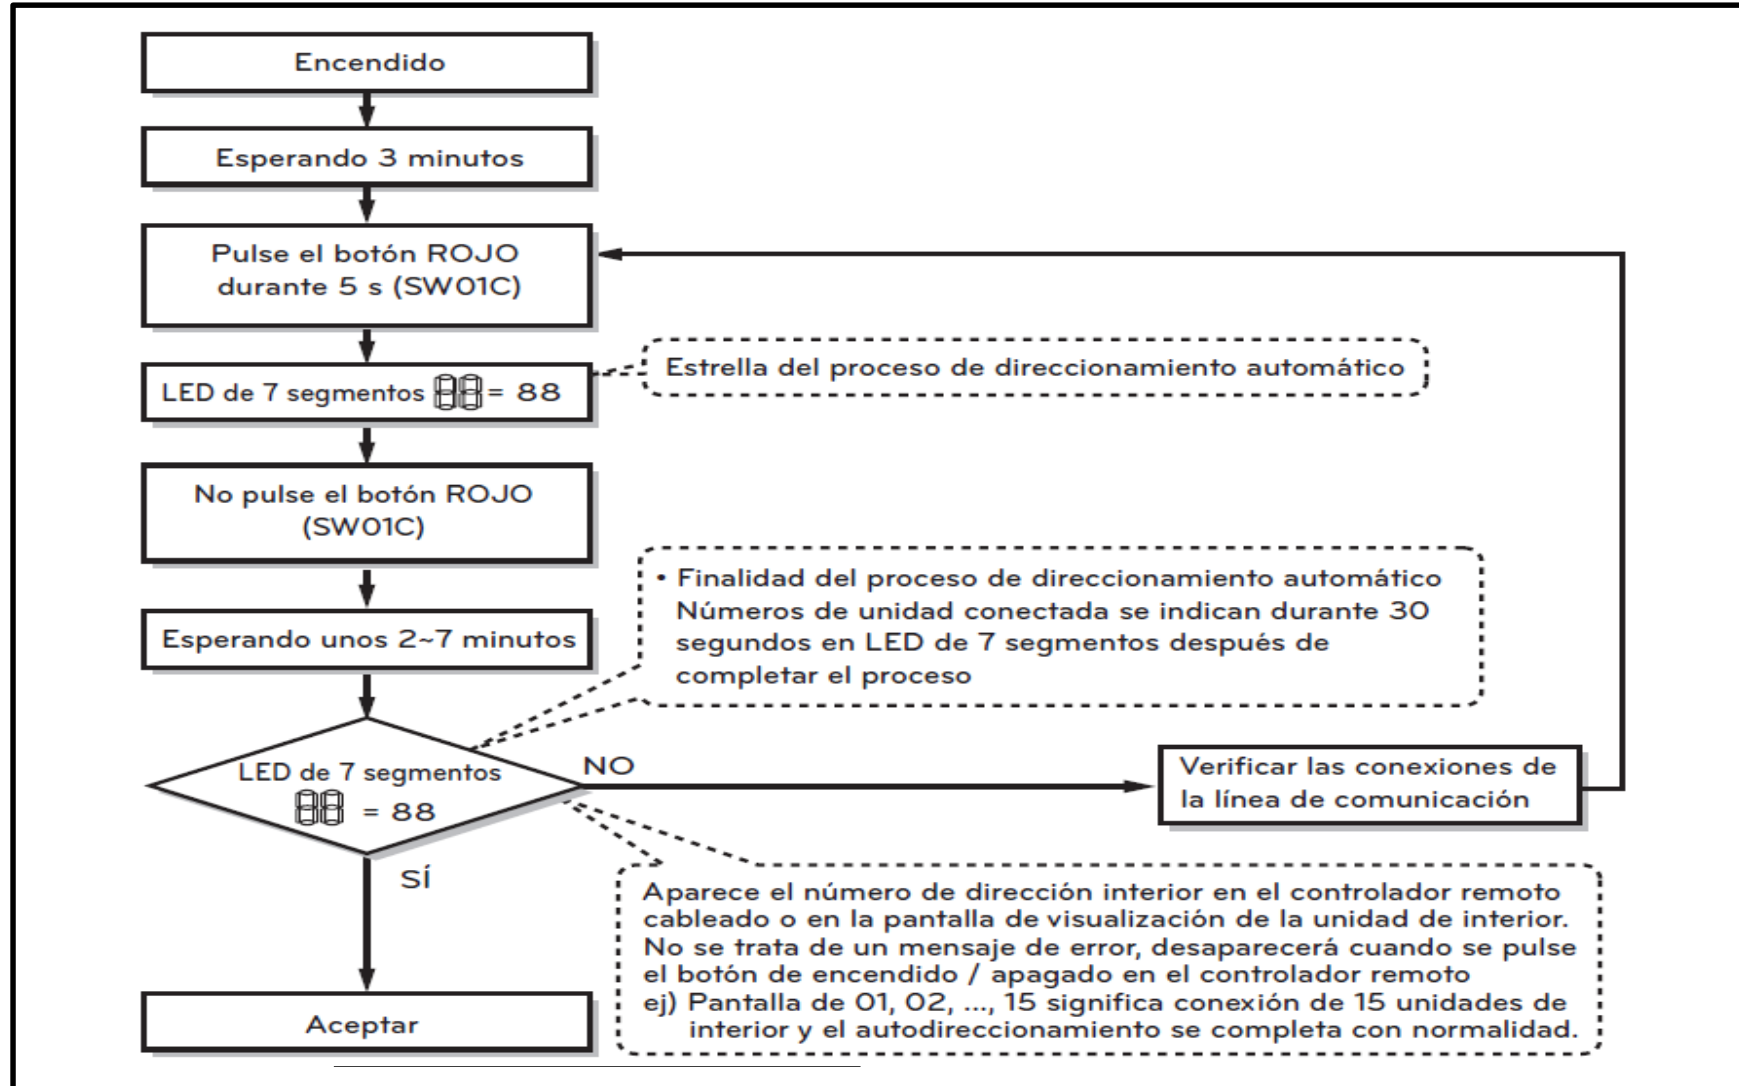 Encendido
Esperando 3 minutos
Pulse el botón ROJO
durante 5 s (SW01C)
LED de 7 segmentos 88 = 88
Estrella del proceso de direccionamiento automático
No pulse el botón ROJO
(SW01C)
Esperando unos 2~7 minutos
• Finalidad del proceso de direccionamiento automático
Números de unidad conectada se indican durante 30
segundos en LED de 7 segmentos después de
completar el proceso
LED de 7 segmentos
88 = 88
NO
Verificar las conexiones de
la línea de comunicación
SÍ
Aparece el número de dirección interior en el controlador remoto
cableado o en la pantalla de visualización de la unidad de interior.
No se trata de un mensaje de error, desaparecerá cuando se pulse
el botón de encendido / apagado en el controlador remoto
ej) Pantalla de 01, 02, ..., 15 significa conexión de 15 unidades de
interior y el autodireccionamiento se completa con normalidad.
Aceptar